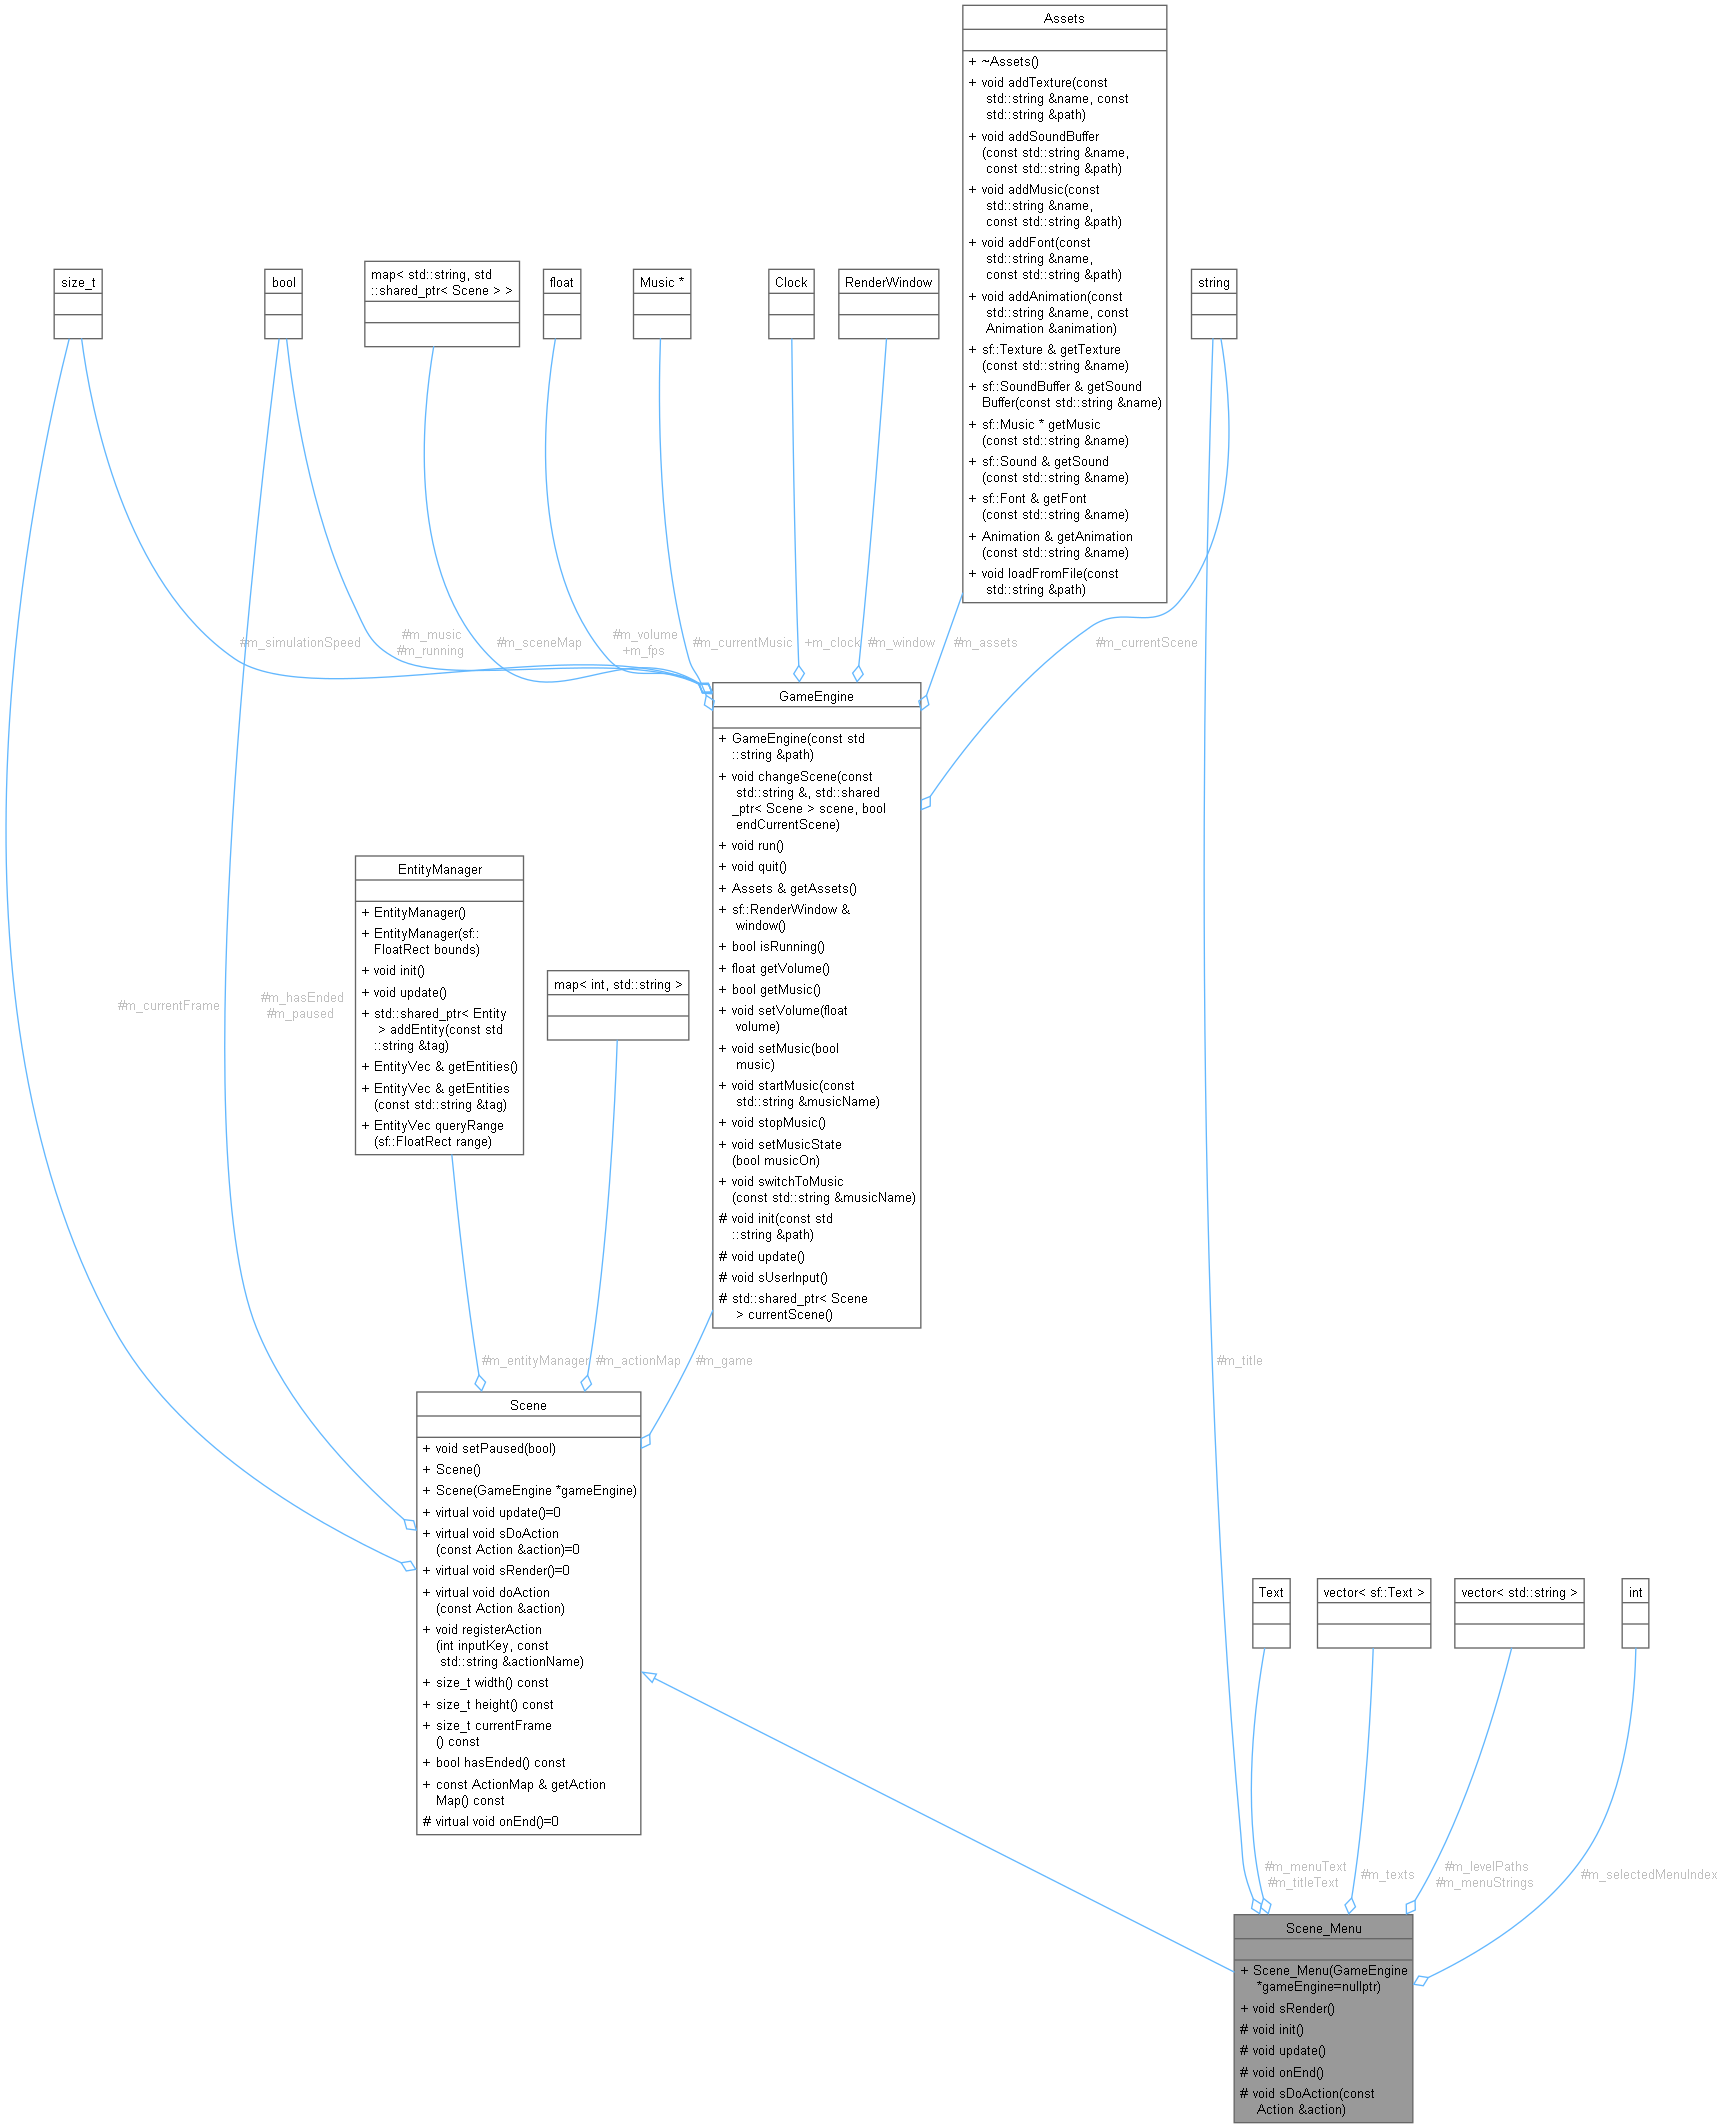 Assets
+ ~Assets()
+ void addTexture(const
std::string &name, const
std::string &path)
+ void addSoundBuffer
(const std::string &name,
const std::string &path)
+ void addMusic(const
std::string &name,
const std::string &path)
+ void addFont(const
std::string &name,
const std::string &path)
+ void addAnimation(const
std::string &name, const
Animation &animation)
+ sf::Texture & getTexture
(const std::string &name)
+ sf::SoundBuffer & getSound
Buffer(const std::string &name)
+ sf::Music * getMusic
(const std::string &name)
+ sf::Sound & getSound
(const std::string &name)
+ sf::Font & getFont
(const std::string &name)
+ Animation & getAnimation
(const std::string &name)
+ void loadFromFile(const
std::string &path)
size_t
bool
map< std::string, std
::shared_ptr< Scene > >
float
Music *
Clock
RenderWindow
string
#m_simulationSpeed
#m_music
#m_running
#m_sceneMap
#m_volume
+m_fps
#m_currentMusic
+m_clock
#m_window
#m_assets
#m_currentScene
GameEngine
+ GameEngine(const std
::string &path)
+ void changeScene(const
std::string &, std::shared
_ptr< Scene > scene, bool
endCurrentScene)
+ void run()
+ void quit()
+ Assets & getAssets()
+ sf::RenderWindow &
window()
+ bool isRunning()
+ float getVolume()
+ bool getMusic()
+ void setVolume(float
volume)
+ void setMusic(bool
music)
+ void startMusic(const
std::string &musicName)
+ void stopMusic()
+ void setMusicState
(bool musicOn)
+ void switchToMusic
(const std::string &musicName)
# void init(const std
::string &path)
# void update()
# void sUserInput()
# std::shared_ptr< Scene
> currentScene()
EntityManager
+ EntityManager()
+ EntityManager(sf::
FloatRect bounds)
+ void init()
+ void update()
+ std::shared_ptr< Entity
> addEntity(const std
::string &tag)
+ EntityVec & getEntities()
+ EntityVec & getEntities
(const std::string &tag)
+ EntityVec queryRange
(sf::FloatRect range)
map< int, std::string >
#m_currentFrame
#m_hasEnded
#m_paused
#m_entityManager
#m_actionMap
#m_game
#m_title
Scene
+ void setPaused(bool)
+ Scene()
+ Scene(GameEngine *gameEngine)
+ virtual void update()=0
+ virtual void sDoAction
(const Action &action)=0
+ virtual void sRender()=0
+ virtual void doAction
(const Action &action)
+ void registerAction
(int inputKey, const
std::string &actionName)
+ size_t width() const
+ size_t height() const
+ size_t currentFrame
() const
+ bool hasEnded() const
+ const ActionMap & getAction
Map() const
# virtual void onEnd()=0
Text
vector< sf::Text >
vector< std::string >
int
#m_menuText
#m_titleText
#m_texts
#m_levelPaths
#m_menuStrings
#m_selectedMenuIndex
Scene_Menu
+ Scene_Menu(GameEngine
*gameEngine=nullptr)
+ void sRender()
# void init()
# void update()
# void onEnd()
# void sDoAction(const
Action &action)